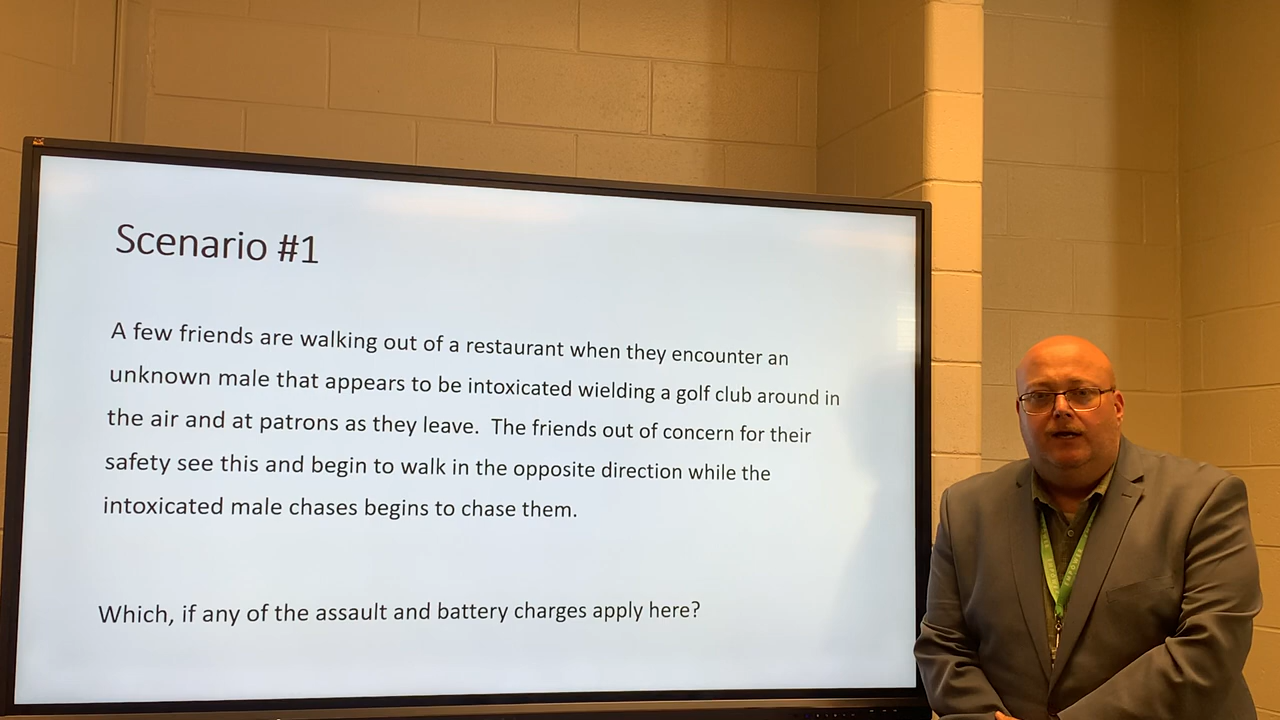 Scenario #1
A few friends are walking out of a restaurant when they encounter an
unknown male that appears to be intoxicated wielding a golf club around in
the air and at patrons as they leave.  The friends out of concern for their
safety see this and begin to walk in the opposite direction while the
intoxicated male chases begins to chase them.
Which, if any of the assault and battery charges apply here?